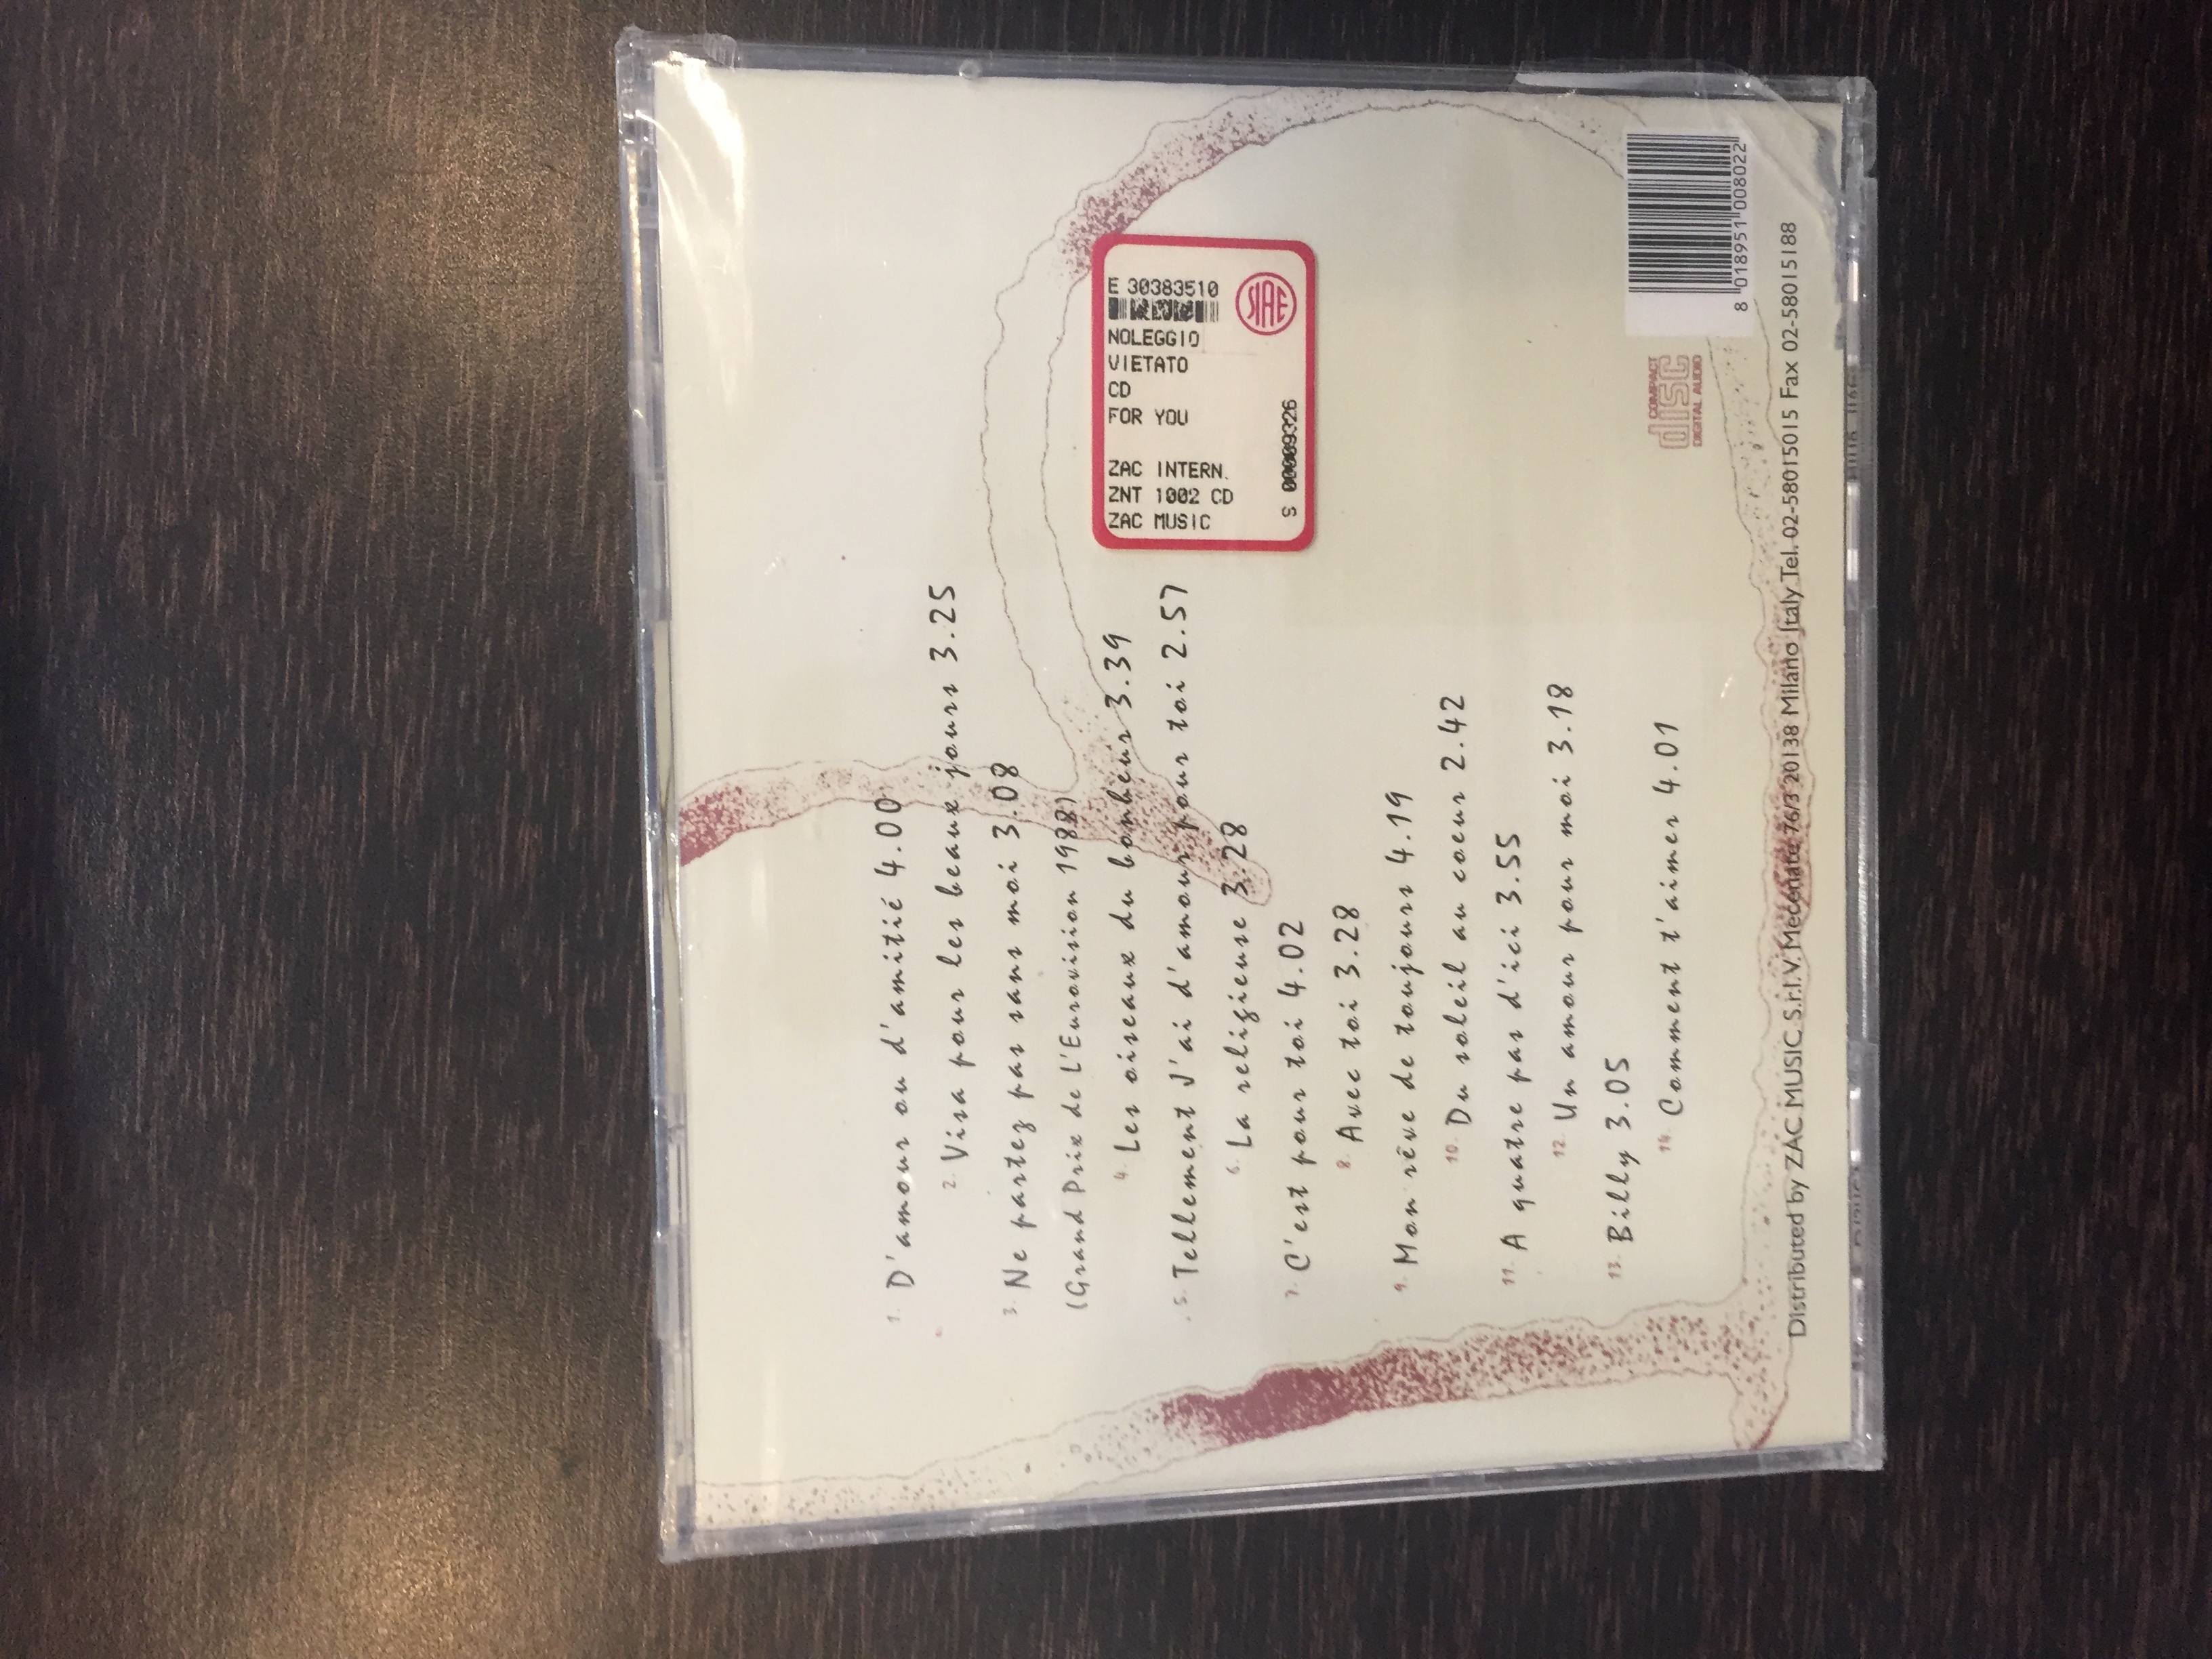 1. D'amour ou d'amitié 4.00
2. Visa pour les beaux jours 3.25
3. Ne partez pas sans moi 3.08
(Grand Prix de L'Eurovision 1988)
4. Les oiseaux du bonheur 3.39
5. Tellement J'ai d'amour pour toi 2.57
6. La religieuse 3.28
7. C'est pour toi 4.02
8. Avec toi 3.28
9. Mon rêve de toujours 4.19
10. Du soleil au coeur 2.42
11. A quatre pas d'ici 3.55
12. Un amour pour moi 3.18
13. Billy 3.05
14. Comment t'aimer 4.01
E 30383510
NOLEGGIO
VIETATO
CD
FOR YOU
ZAC INTERN.
ZNT 1002 CD
ZAC MUSIC
SIAE
S 000009326
COMPACT
disc
DIGITAL AUDIO
8 018951 008022
Distributed by ZAC MUSIC S.r.l. V. Mecenate 76/3 20138 Milano Italy Tel. 02-58015015 Fax 02-58015188